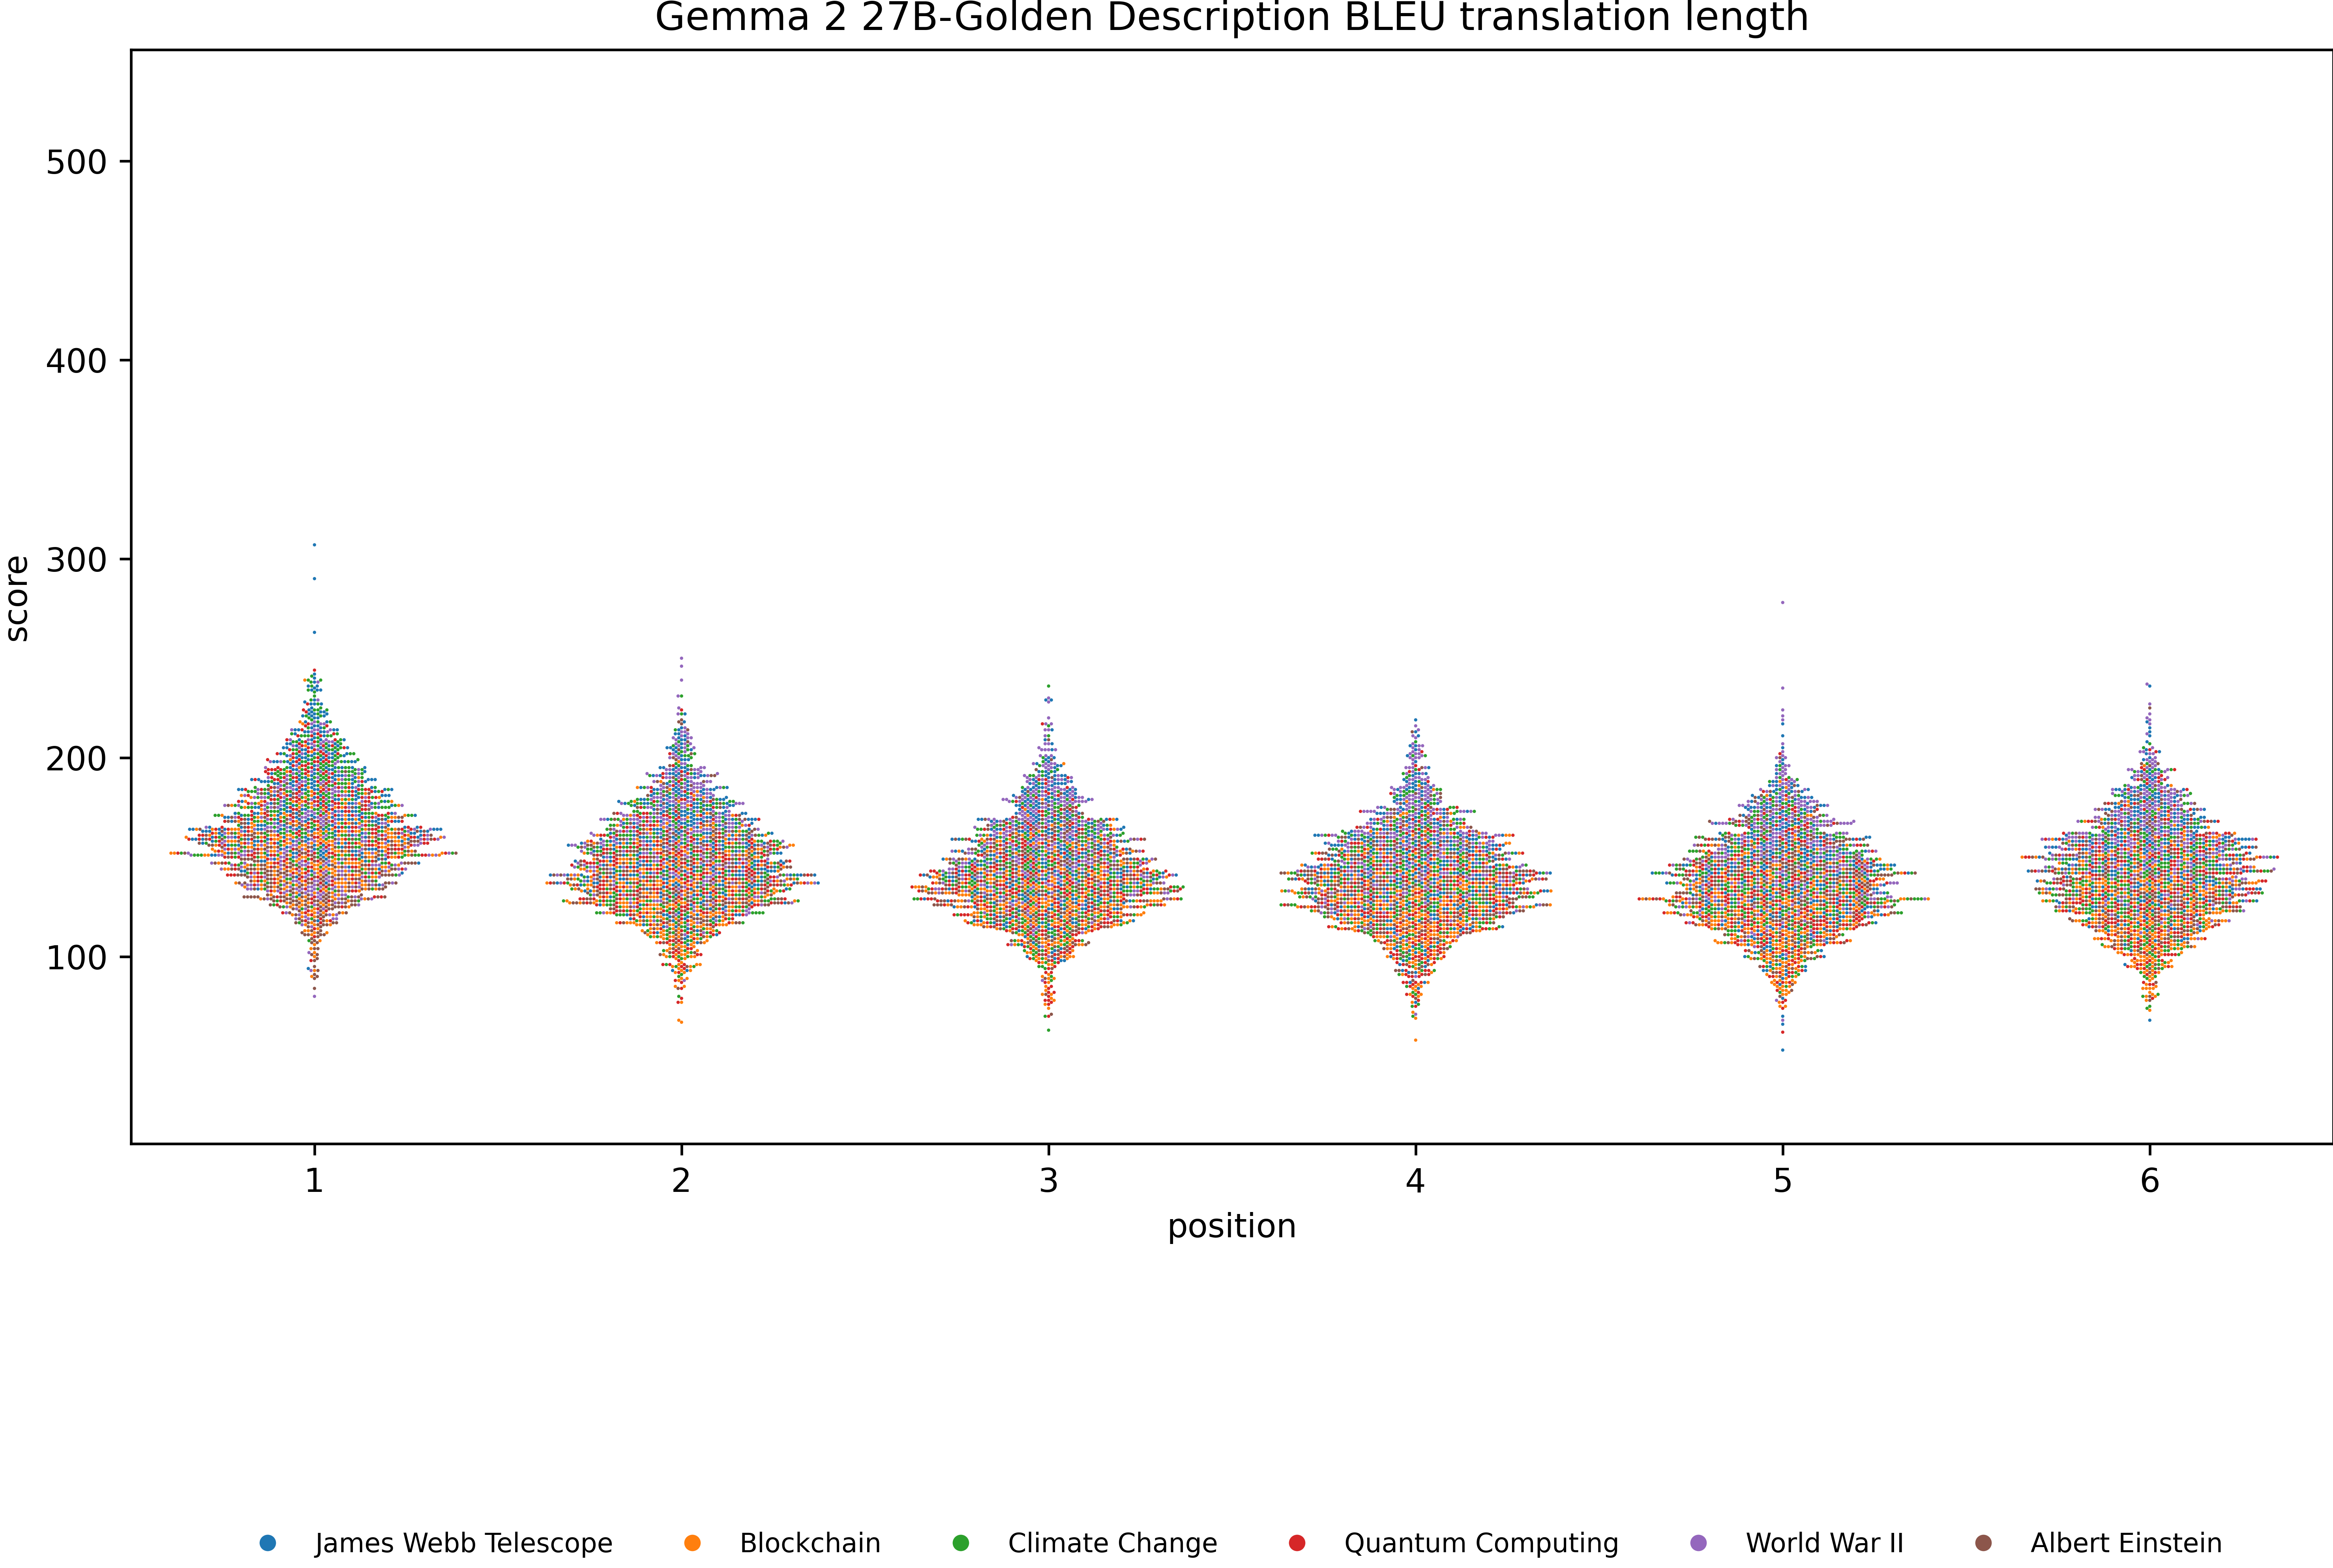 Gemma 2 27B-Golden Description BLEU translation length
500
400
300
200
100
score
1 2 3 4 5 6
position
James Webb Telescope Blockchain Climate Change Quantum Computing World War II Albert Einstein